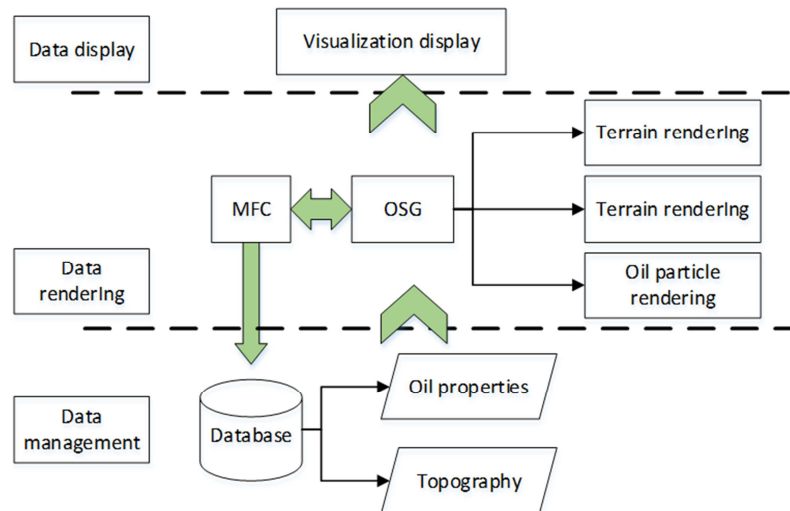 Data display
Visualization display
Terrain rendering
MFC
OSG
Terrain rendering
Data
rendering
Oil particle
rendering
Oil properties
Data
management
Database
Topography